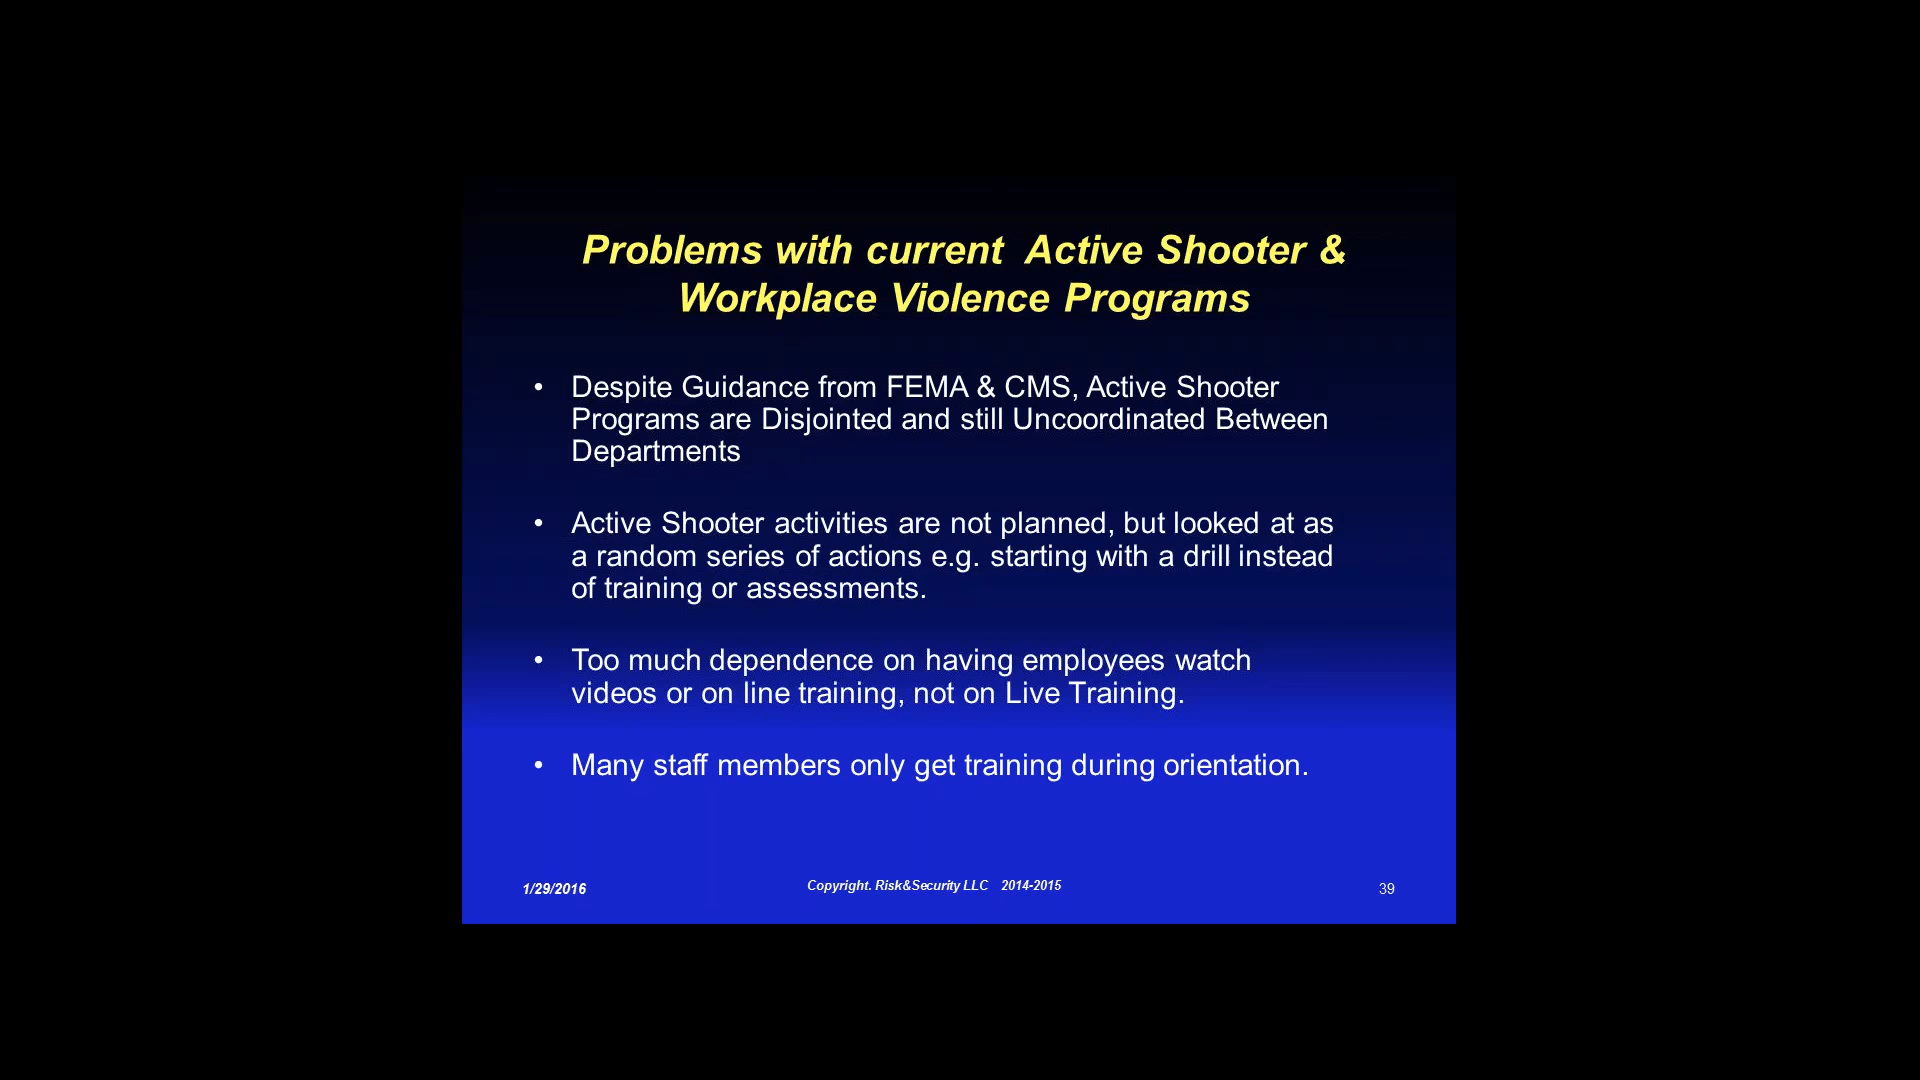 Problems with current  Active Shooter &
Workplace Violence Programs
• Despite Guidance from FEMA & CMS, Active Shooter
Programs are Disjointed and still Uncoordinated Between
Departments
• Active Shooter activities are not planned, but looked at as
a random series of actions e.g. starting with a drill instead
of training or assessments.
• Too much dependence on having employees watch
videos or on line training, not on Live Training.
• Many staff members only get training during orientation.
1/29/2016
Copyright. Risk&Security LLC   2014-2015
39